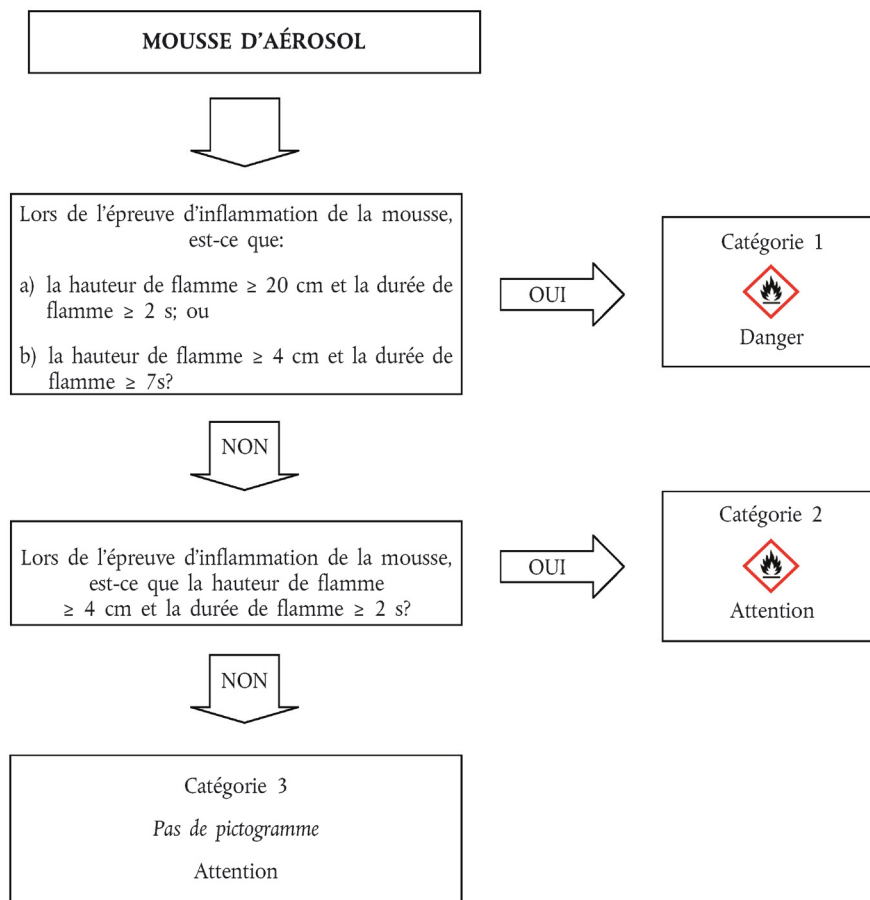 MOUSSE D'AÉROSOL
Lors de l'épreuve d'inflammation de la mousse,
est-ce que:
a) la hauteur de flamme ≥ 20 cm et la durée de
flamme ≥ 2 s; ou
b) la hauteur de flamme ≥ 4 cm et la durée de
flamme ≥ 7s?
OUI
Catégorie 1
Danger
NON
Lors de l'épreuve d'inflammation de la mousse,
est-ce que la hauteur de flamme
≥ 4 cm et la durée de flamme ≥ 2 s?
OUI
Catégorie 2
Attention
NON
Catégorie 3
Pas de pictogramme
Attention